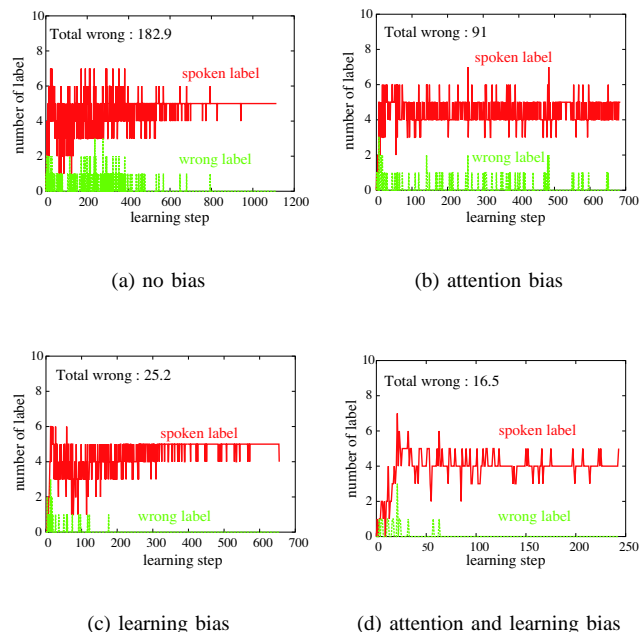 Total wrong : 182.9
spoken label
wrong label
number of label
10
8
6
4
2
0
0 200 400 600 800 1000 1200
learning step
(a) no bias
Total wrong : 91
spoken label
wrong label
number of label
10
8
6
4
2
0
0 100 200 300 400 500 600 700
learning step
(b) attention bias
Total wrong : 25.2
spoken label
wrong label
number of label
10
8
6
4
2
0
0 100 200 300 400 500 600 700
learning step
(c) learning bias
Total wrong : 16.5
spoken label
wrong label
number of label
10
8
6
4
2
0
0 50 100 150 200
learning step
(d) attention and learning bias